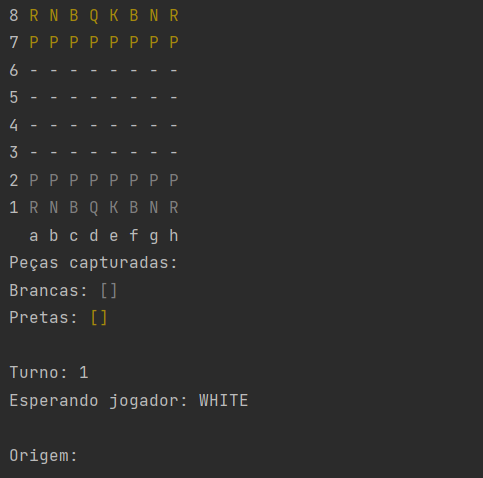 8 R N B Q K B N R
7 P P P P P P P P
6 - - - - - - - -
5 - - - - - - - -
4 - - - - - - - -
3 - - - - - - - -
2 P P P P P P P P
1 R N B Q K B N R
  a b c d e f g h
Peças capturadas:
Brancas: []
Pretas: []
Turno: 1
Esperando jogador: WHITE
Origem: